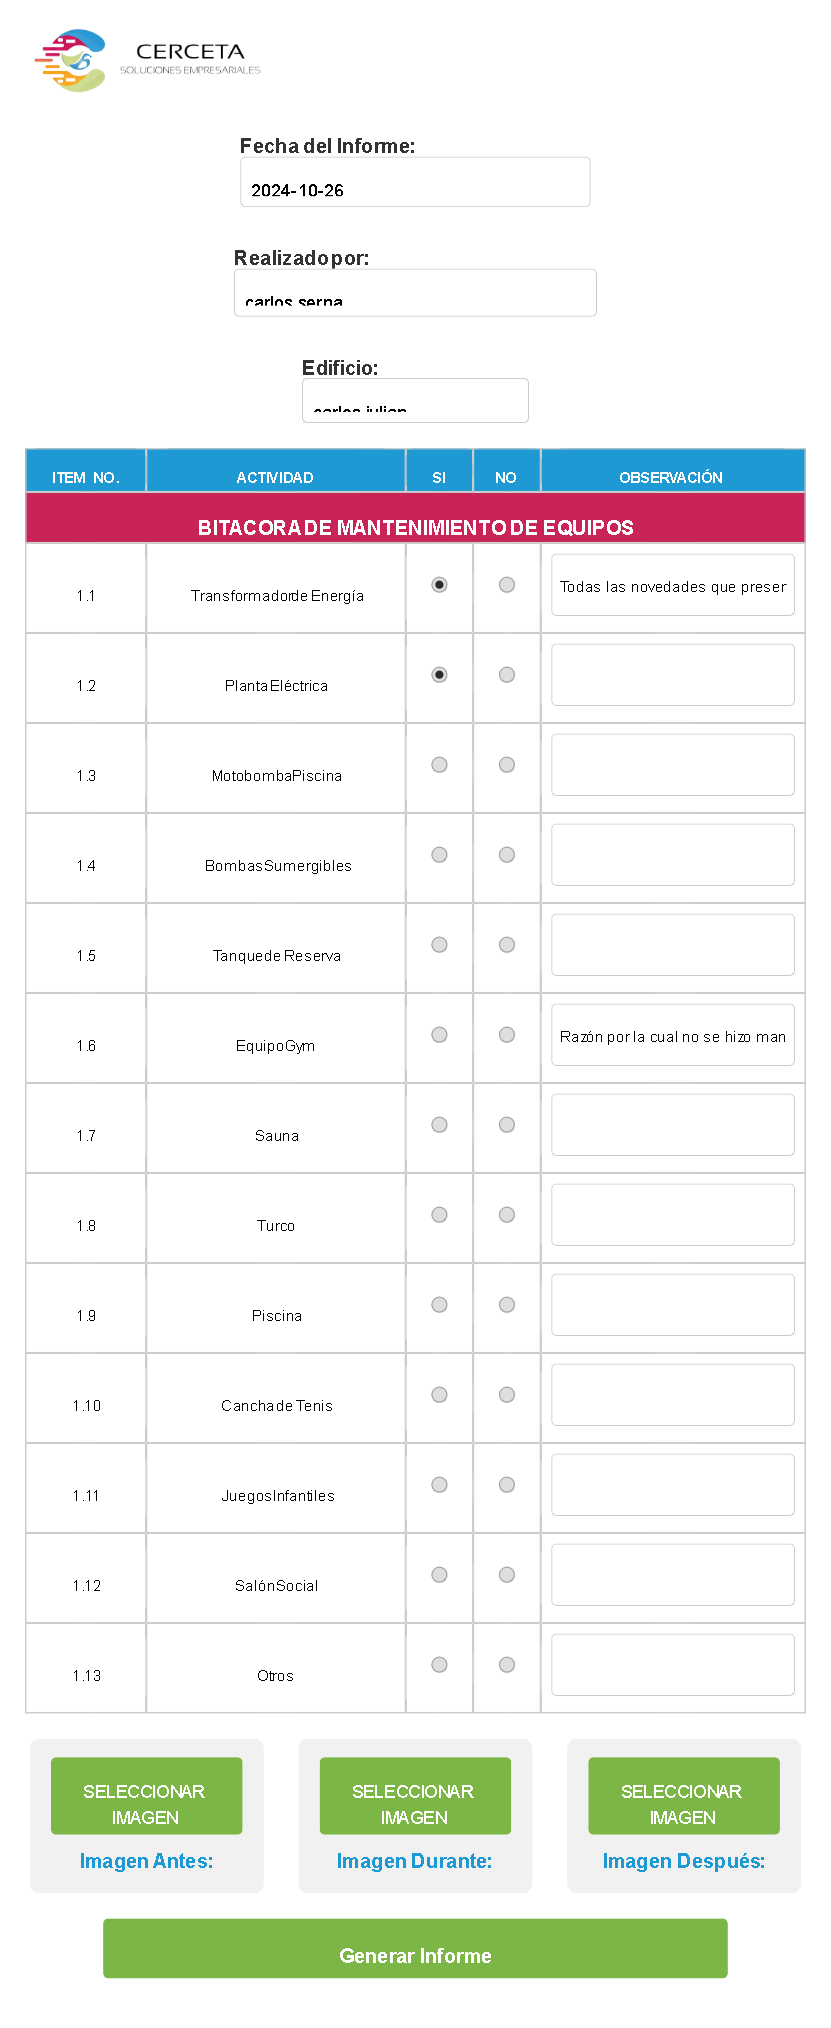 CERCETA
SOLUCIONES EMPRESARIALES
Fecha del Informe:
2024-10-26
Realizado por:
carlos serna
Edificio:
carlos julian
ITEM NO. ACTIVIDAD SI NO OBSERVACIÓN
BITACORA DE MANTENIMIENTO DE EQUIPOS
1.1 Transformador de Energía Todas las novedades que preser
1.2 Planta Eléctrica
1.3 Motobomba Piscina
1.4 Bombas Sumergibles
1.5 Tanque de Reserva
1.6 Equipo Gym Razón por la cual no se hizo man
1.7 Sauna
1.8 Turco
1.9 Piscina
1.10 Cancha de Tenis
1.11 Juegos Infantiles
1.12 Salón Social
1.13 Otros
SELECCIONAR IMAGEN
Imagen Antes:
SELECCIONAR IMAGEN
Imagen Durante:
SELECCIONAR IMAGEN
Imagen Después:
Generar Informe